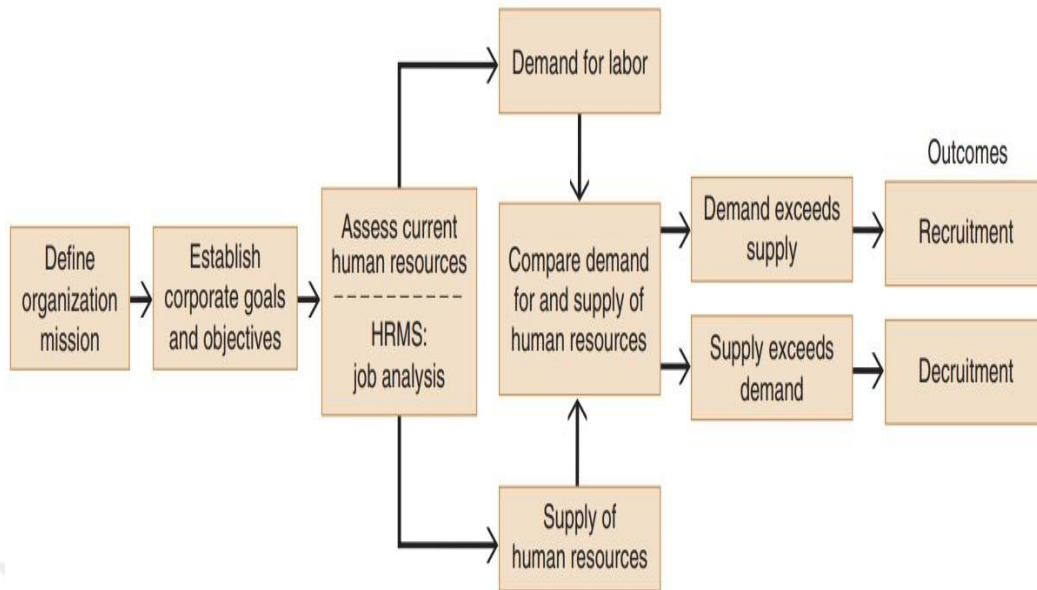 Define
organization
mission
Establish
corporate goals
and objectives
Assess current
human resources
HRMS:
job analysis
Demand for labor
Compare demand
for and supply of
human resources
Supply of
human resources
Demand exceeds
supply
Supply exceeds
demand
Outcomes
Recruitment
Decruitment